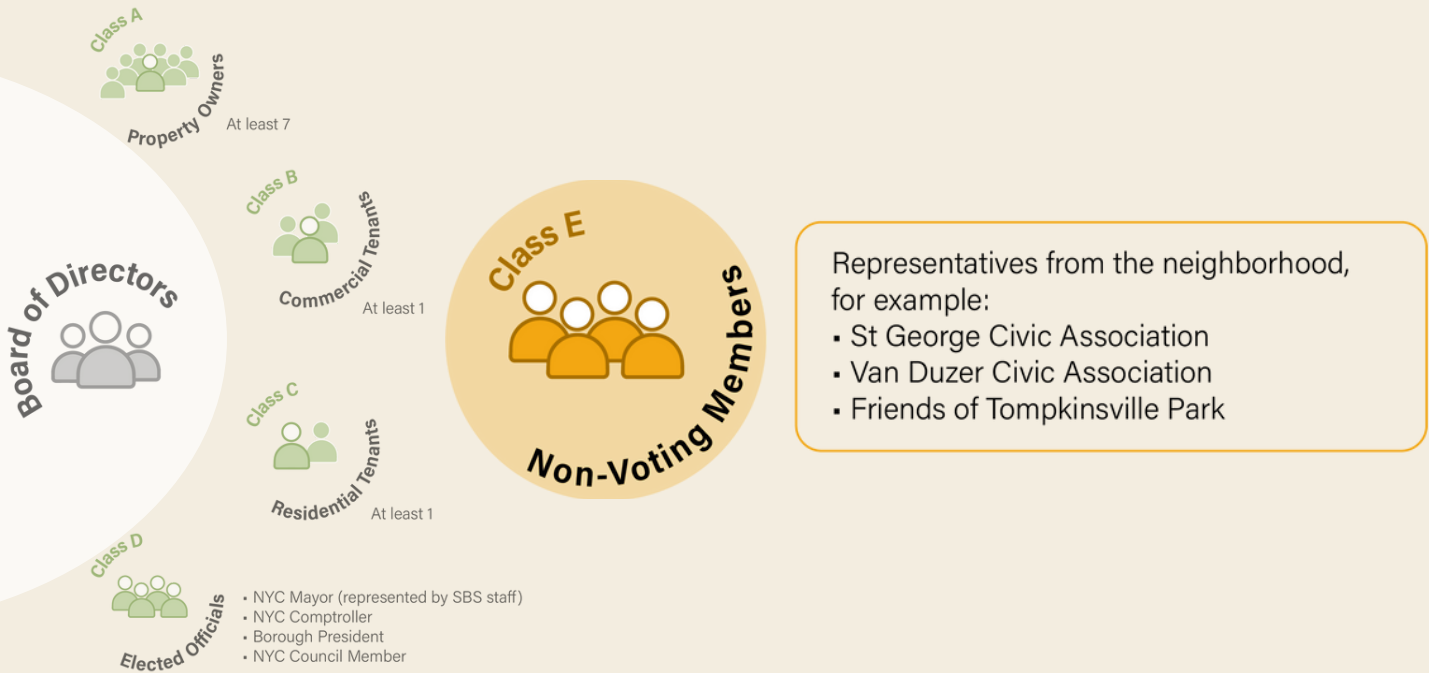 Board of Directors
Class A
Property Owners
At least 7
Class B
Commercial Tenants
At least 1
Class C
Residential Tenants
At least 1
Class D
Elected Officials
▪ NYC Mayor (represented by SBS staff)
▪ NYC Comptroller
▪ Borough President
▪ NYC Council Member
Class E
Non-Voting Members
Representatives from the neighborhood,
for example:
▪ St George Civic Association
▪ Van Duzer Civic Association
▪ Friends of Tompkinsville Park